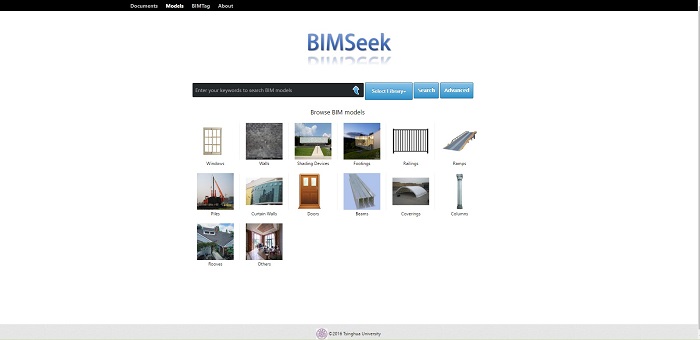 Documents Models BIMTag About
BIMSeek
Enter your keywords to search BIM models Select Library+ Search Advanced
Browse BIM models
Windows Walls Shading Devices Footings Railings Ramps
Piles Curtain Walls Doors Beams Coverings Columns
Rooves Others
©2016 Tsinghua University